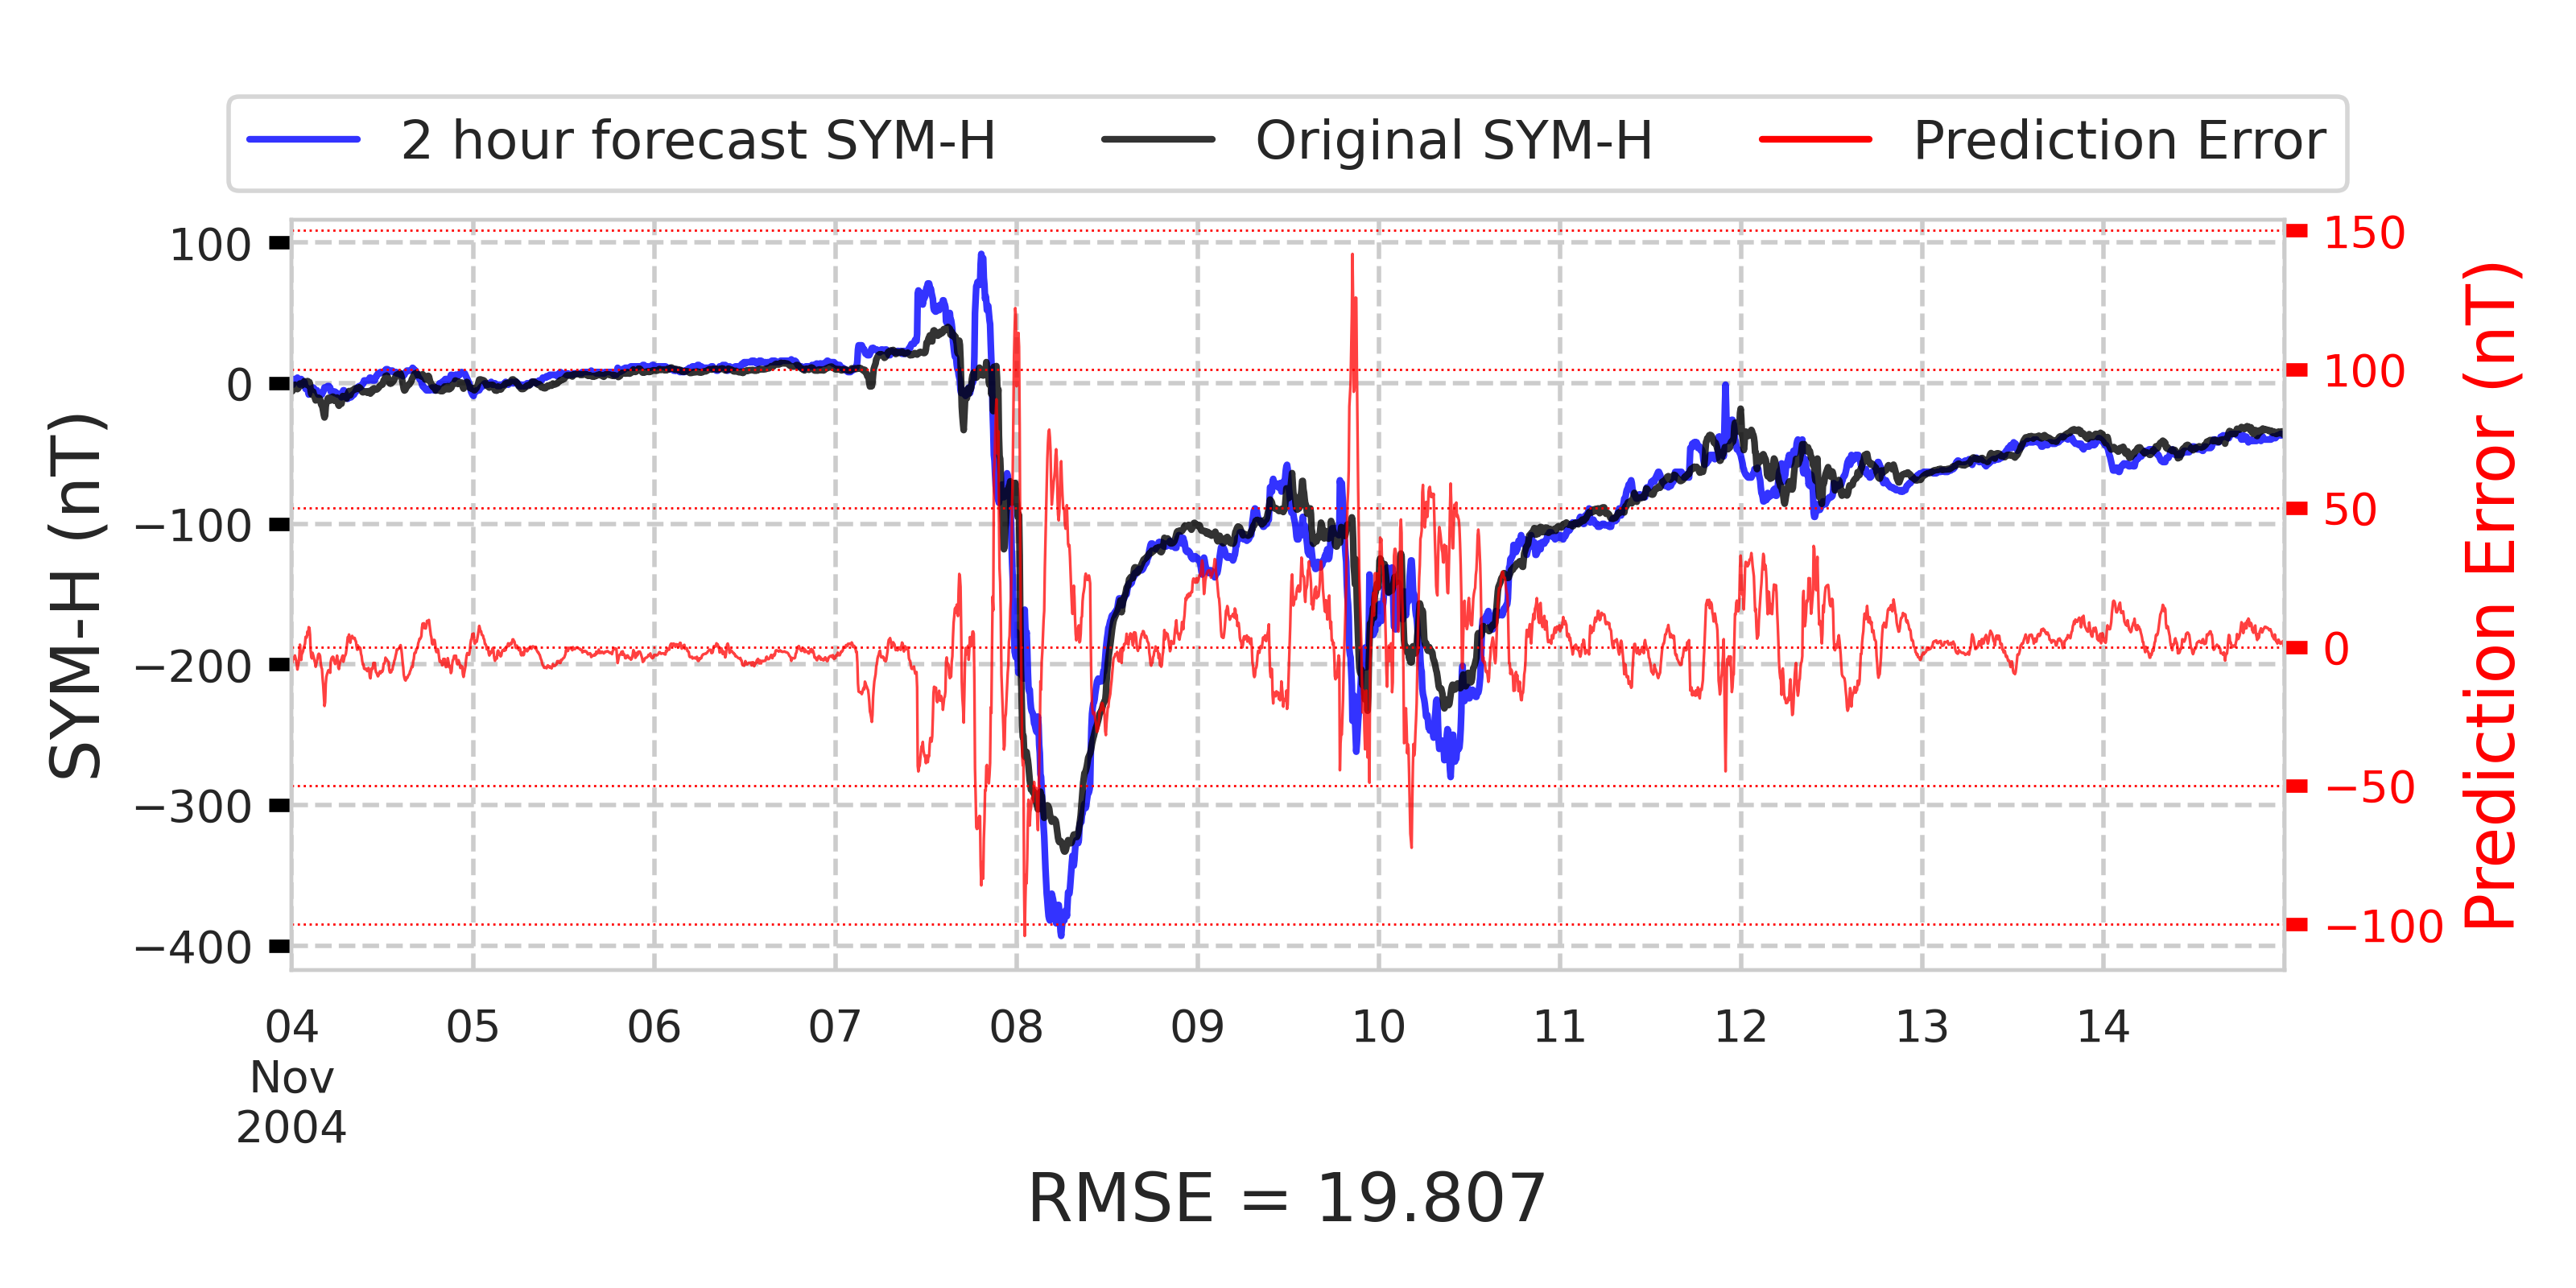 2 hour forecast SYM-H Original SYM-H Prediction Error
SYM-H (nT)
100
0
−100
−200
−300
−400
150
100
50
0
−50
−100
Prediction Error (nT)
04 05 06 07 08 09 10 11 12 13 14
Nov
2004
RMSE = 19.807